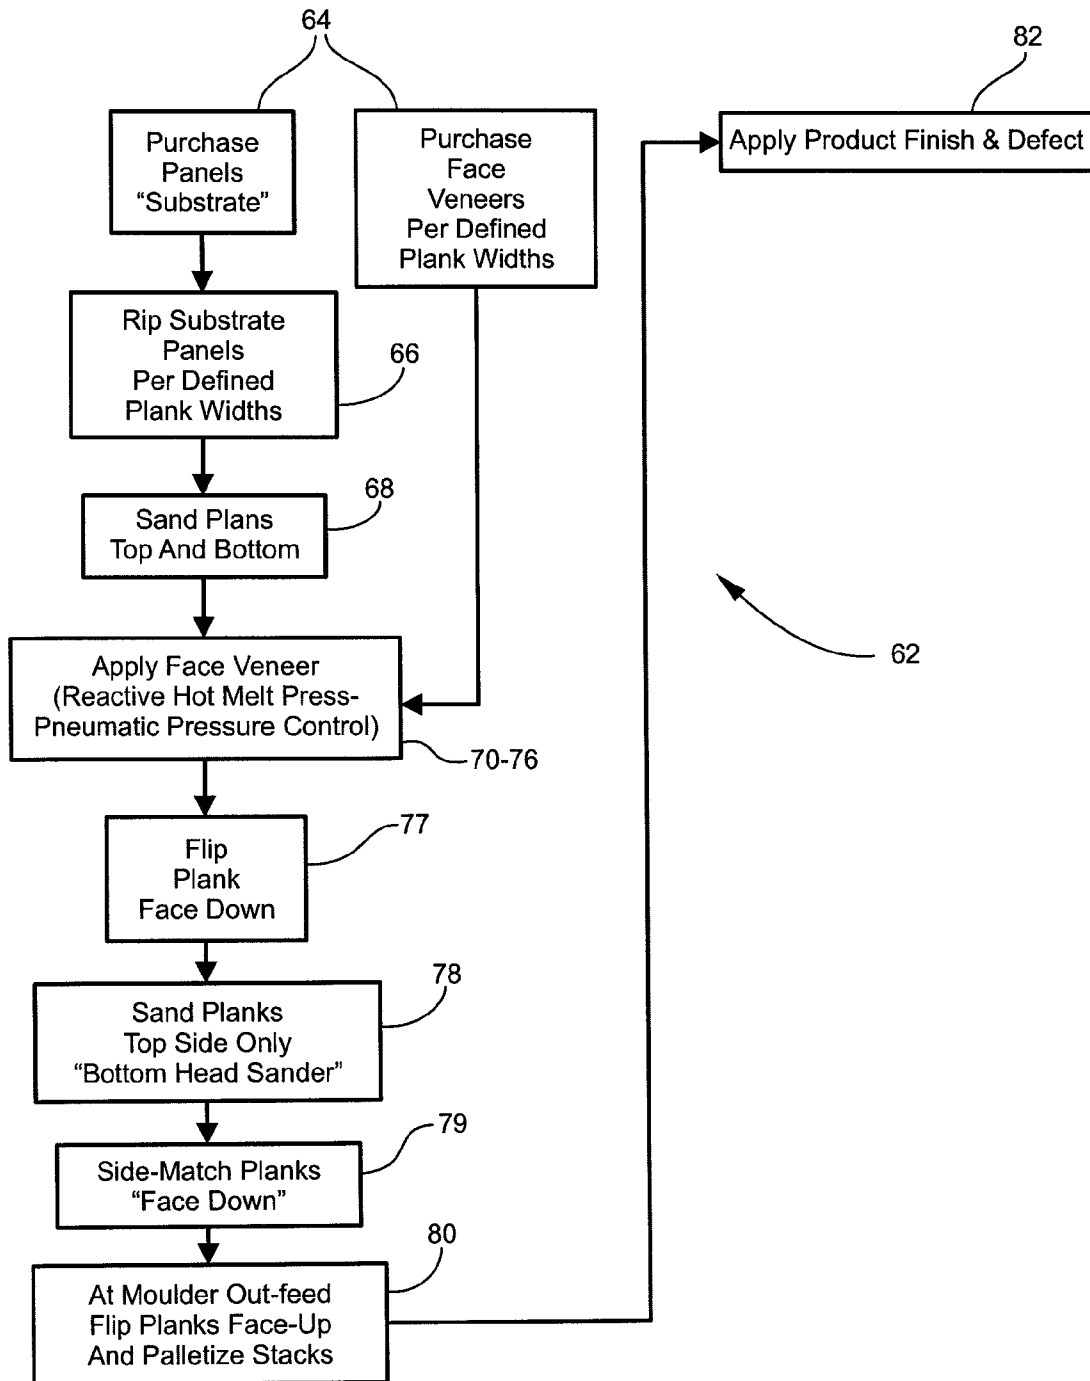 64
82
Purchase
Panels
“Substrate”
Purchase
Face
Veneers
Per Defined
Plank Widths
Apply Product Finish & Defect
Rip Substrate
Panels
Per Defined
Plank Widths
66
Sand Plans
Top And Bottom
68
Apply Face Veneer
(Reactive Hot Melt Press-
Pneumatic Pressure Control)
70-76
62
Flip
Plank
Face Down
77
Sand Planks
Top Side Only
“Bottom Head Sander”
78
Side-Match Planks
“Face Down”
79
At Moulder Out-feed
Flip Planks Face-Up
And Palletize Stacks
80